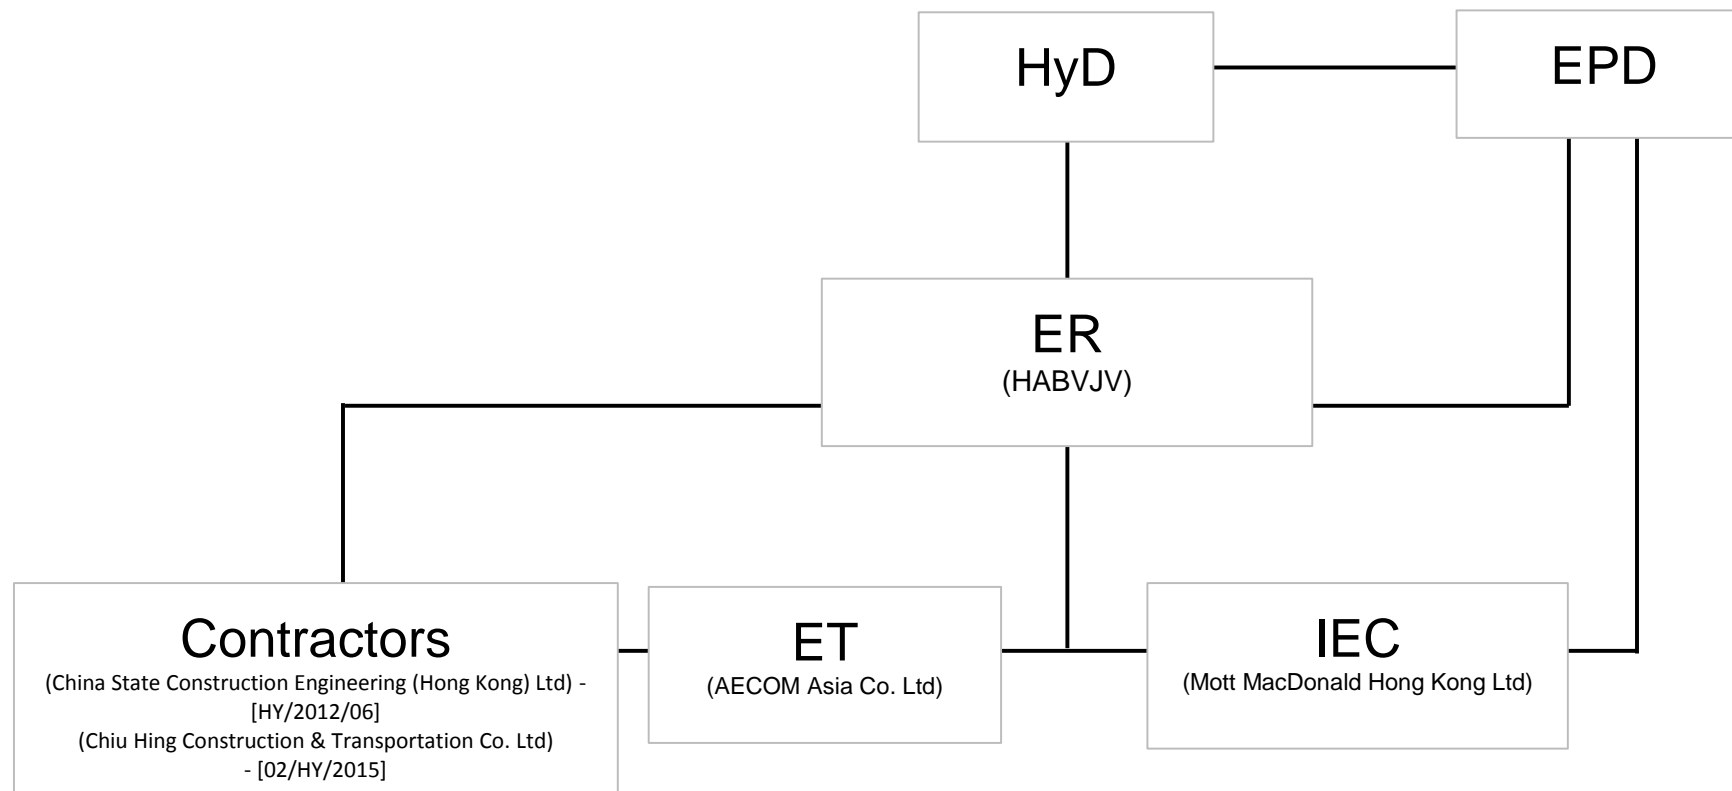 HyD
EPD
ER
(HABVJV)
Contractors
(China State Construction Engineering (Hong Kong) Ltd) -
[HY/2012/06]
(Chiu Hing Construction & Transportation Co. Ltd)
- [02/HY/2015]
ET
(AECOM Asia Co. Ltd)
IEC
(Mott MacDonald Hong Kong Ltd)